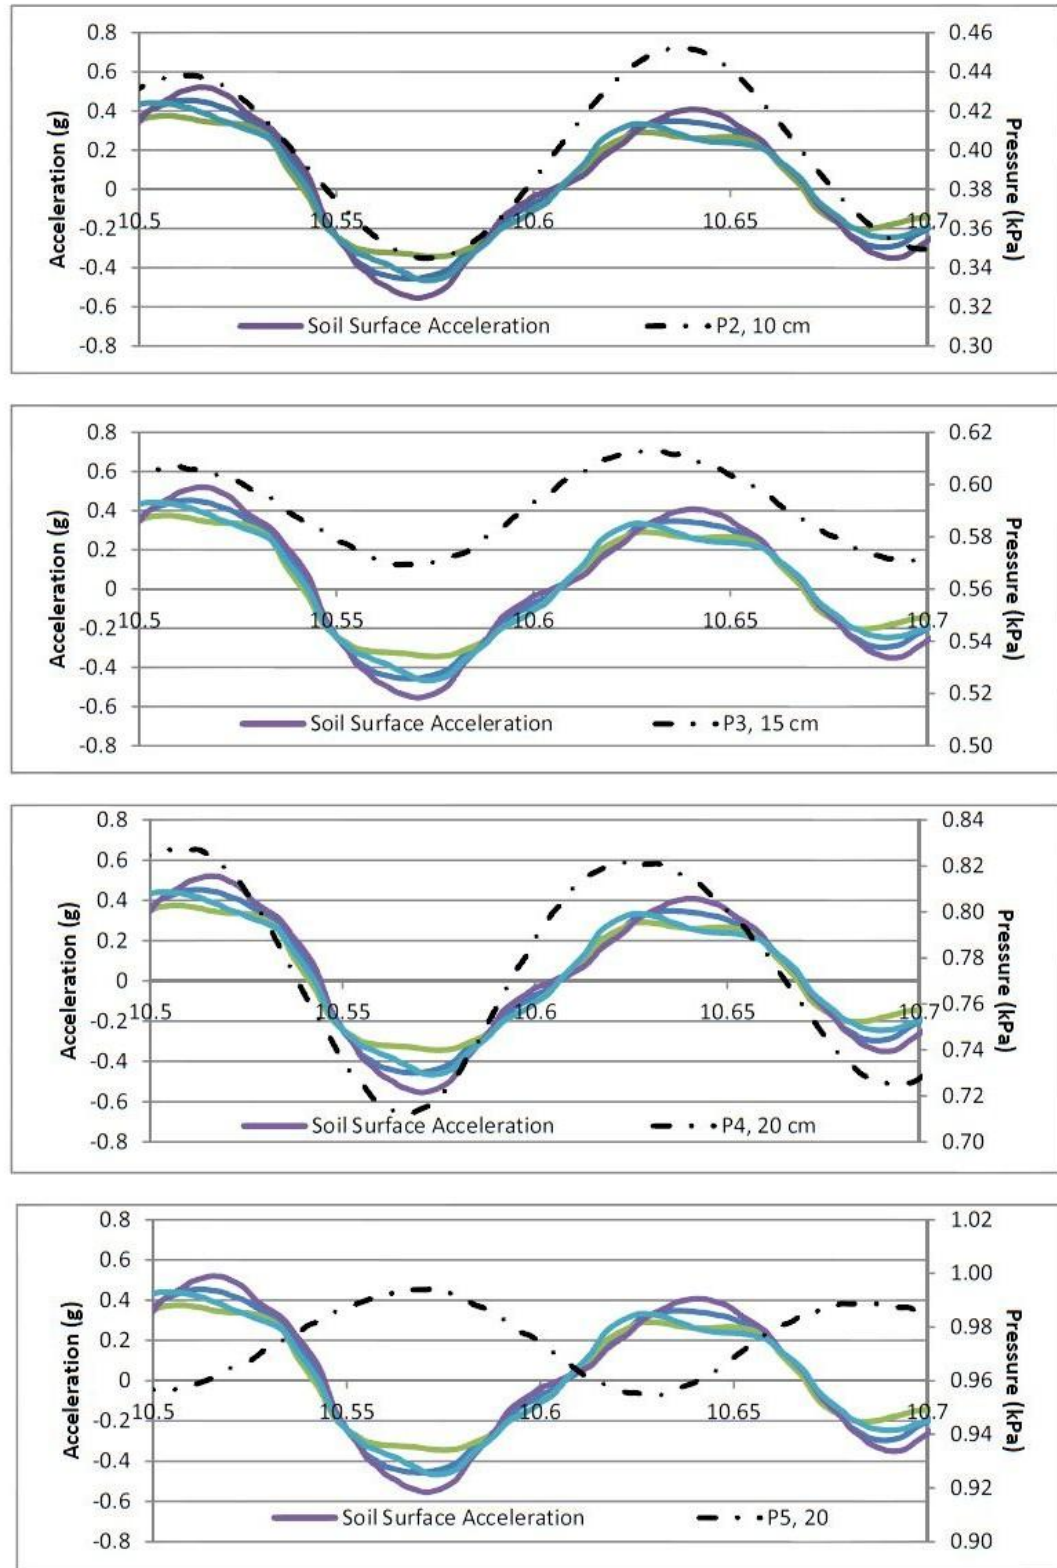 0.8 0.46
0.6 0.44
0.4 0.42
0.2 0.40
0 0.38
10.5 10.55 10.6 10.65 10.7
-0.2 0.36
-0.4 0.34
-0.6 0.32
-0.8 0.30
Acceleration (g)
Pressure (kPa)
Soil Surface Acceleration P2, 10 cm
0.8 0.62
0.6 0.60
0.4
0.2 0.58
0 0.56
10.5 10.55 10.6 10.65 10.7
-0.2 0.54
-0.4
-0.6 0.52
-0.8 0.50
Acceleration (g)
Pressure (kPa)
Soil Surface Acceleration P3, 15 cm
0.8 0.84
0.6 0.82
0.4 0.80
0.2 0.78
0
10.5 10.55 10.6 10.65 10.7
0.76
-0.2
-0.4 0.74
-0.6 0.72
-0.8 0.70
Acceleration (g)
Pressure (kPa)
Soil Surface Acceleration P4, 20 cm
0.8 1.02
0.6 1.00
0.4
0.2 0.98
0 0.96
10.5 10.55 10.6 10.65 10.7
-0.2 0.94
-0.4
-0.6 0.92
-0.8 0.90
Acceleration (g)
Pressure (kPa)
Soil Surface Acceleration P5, 20